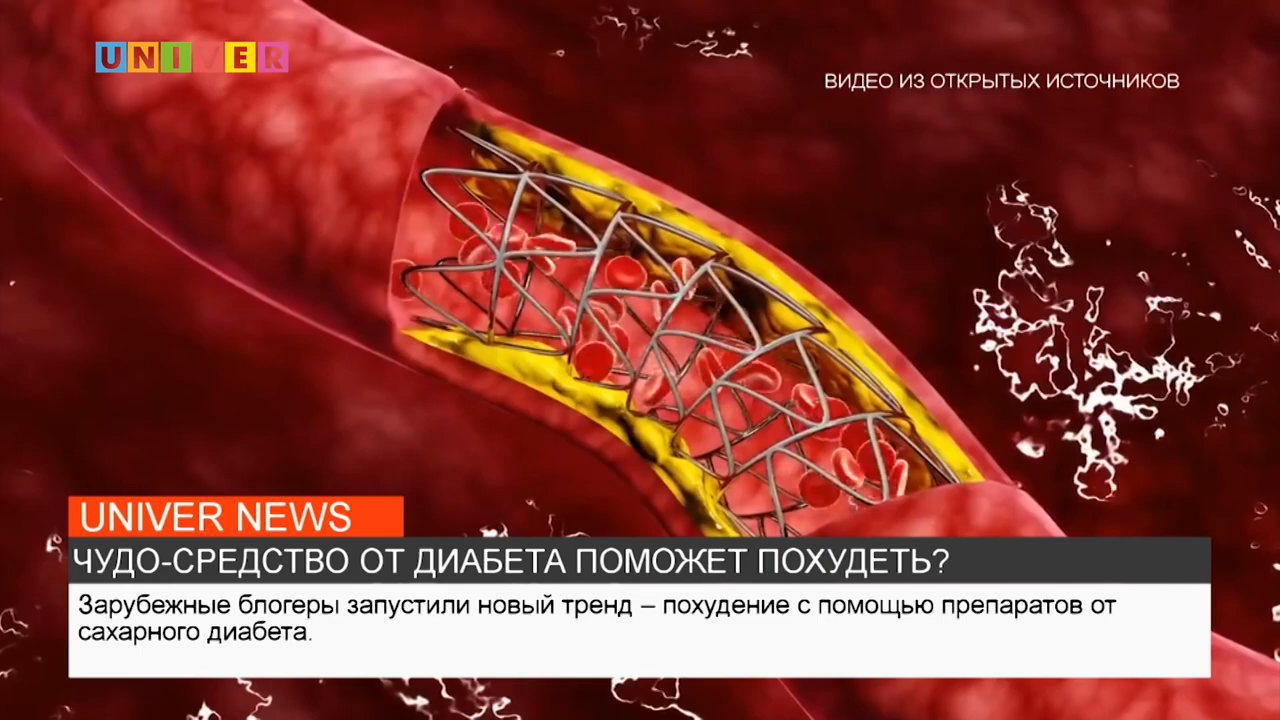 UNIVER
ВИДЕО ИЗ ОТКРЫТЫХ ИСТОЧНИКОВ
UNIVER NEWS
ЧУДО-СРЕДСТВО ОТ ДИАБЕТА ПОМОЖЕТ ПОХУДЕТЬ?
Зарубежные блогеры запустили новый тренд – похудение с помощью препаратов от
сахарного диабета.